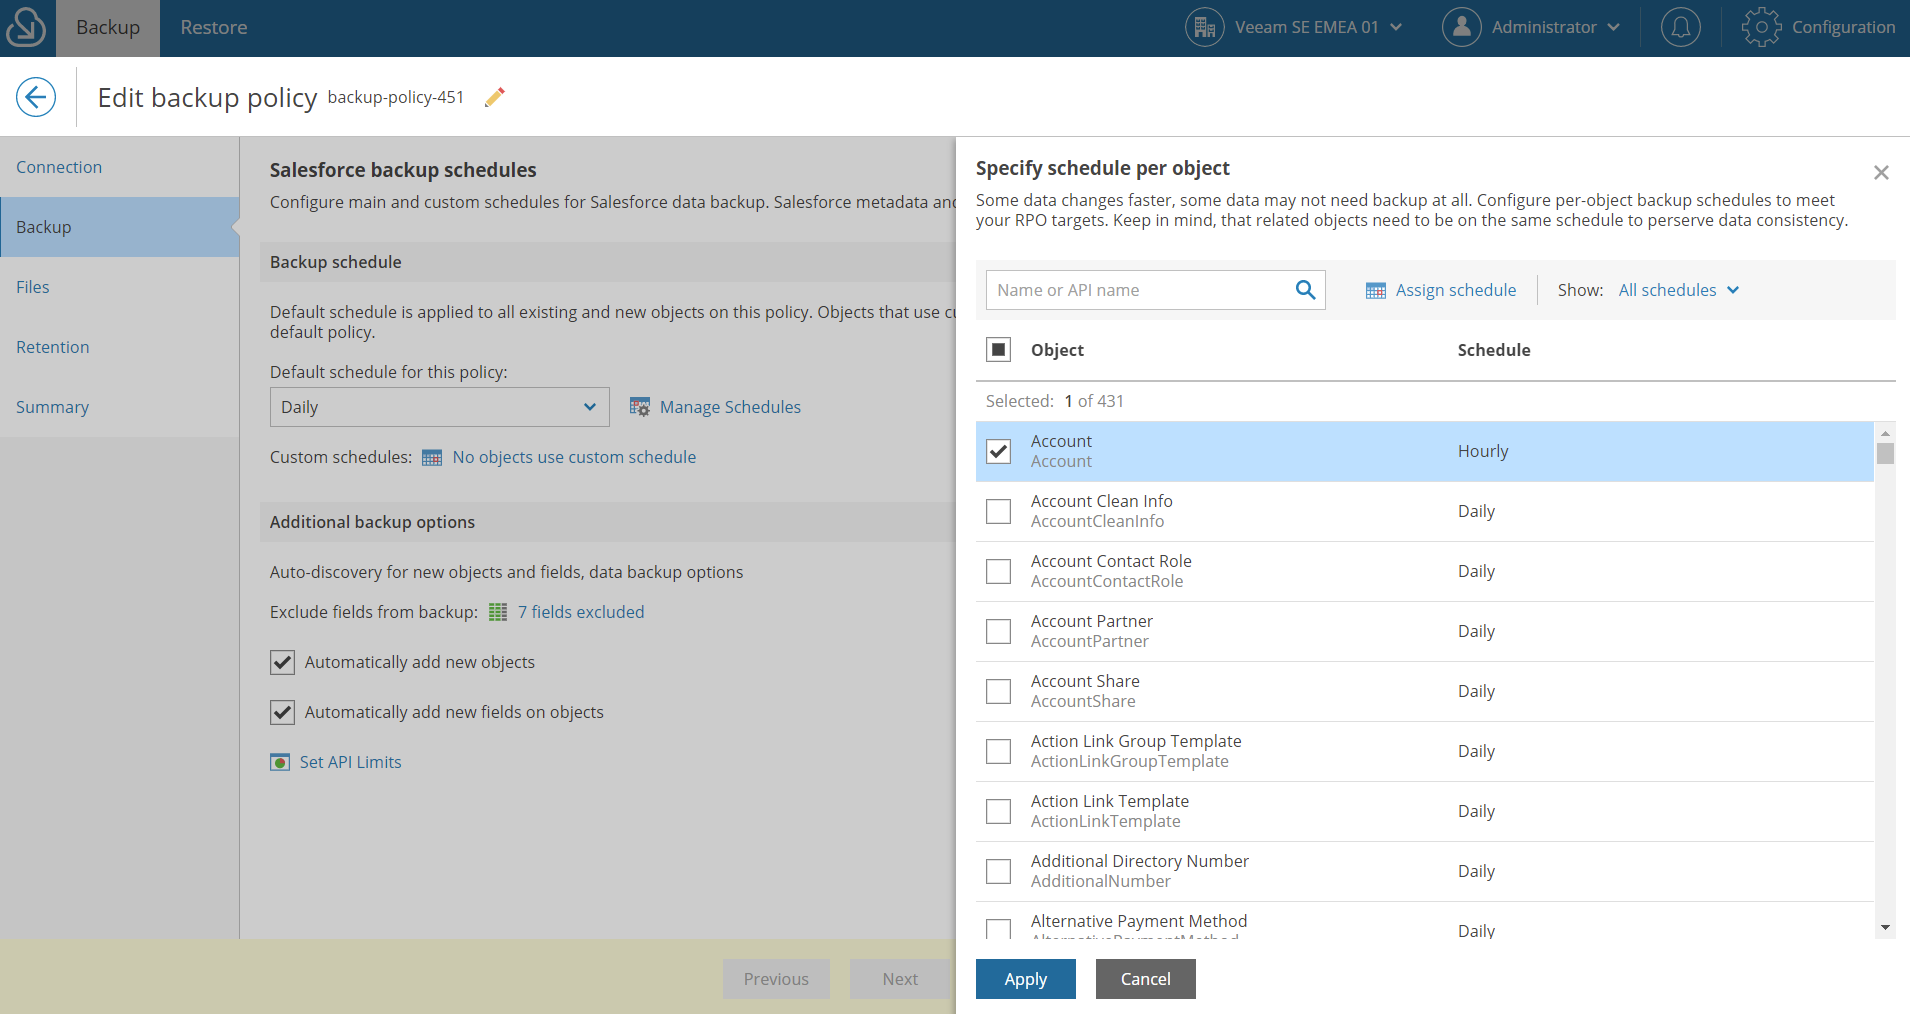 Backup
Restore
Veeam SE EMEA 01
Administrator
Configuration
Edit backup policy
backup-policy-451
Connection
Backup
Files
Retention
Summary
Salesforce backup schedules
Configure main and custom schedules for Salesforce data backup. Salesforce metadata and
Backup schedule
Default schedule is applied to all existing and new objects on this policy. Objects that use
default policy.
Default schedule for this policy:
Daily
Manage Schedules
Custom schedules:
No objects use custom schedule
Additional backup options
Auto-discovery for new objects and fields, data backup options
Exclude fields from backup:
7 fields excluded
Automatically add new objects
Automatically add new fields on objects
Set API Limits
Previous
Next
Specify schedule per object
Some data changes faster, some data may not need backup at all. Configure per-object backup schedules to meet
your RPO targets. Keep in mind, that related objects need to be on the same schedule to perserve data consistency.
Name or API name
Assign schedule
Show: All schedules
Object
Schedule
Selected: 1 of 431
Account
Account
Hourly
Account Clean Info
AccountCleanInfo
Daily
Account Contact Role
AccountContactRole
Daily
Account Partner
AccountPartner
Daily
Account Share
AccountShare
Daily
Action Link Group Template
ActionLinkGroupTemplate
Daily
Action Link Template
ActionLinkTemplate
Daily
Additional Directory Number
AdditionalNumber
Daily
Alternative Payment Method
AlternativePaymentMethod
Daily
Apply
Cancel